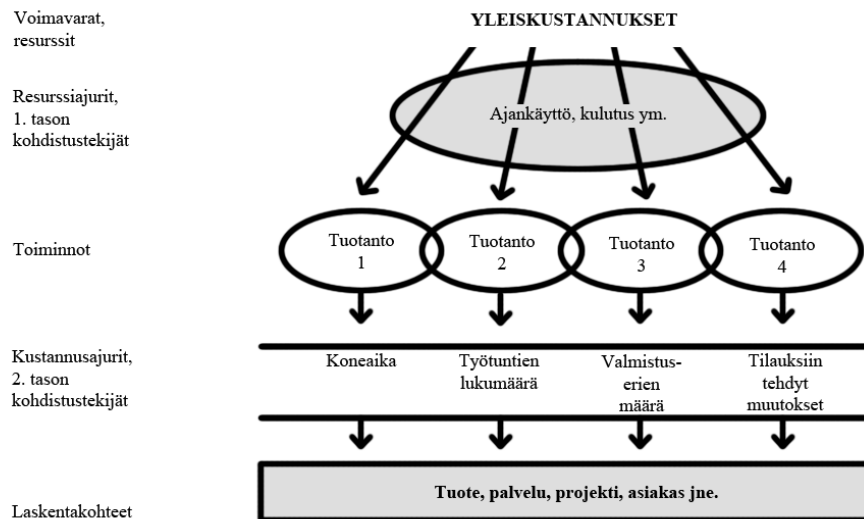 Voimavarat,
resurssit
YLEISKUSTANNUKSET
Resurssiajurit,
1. tason
kohdistustekijät
Ajankäyttö, kulutus ym.
Toiminnot
Tuotanto
1
Tuotanto
2
Tuotanto
3
Tuotanto
4
Kustannusajurit,
2. tason
kohdistustekijät
Koneaika
Työtuntien
lukumäärä
Valmistus-
erien
määrä
Tilauksiin
tehdyt
muutokset
Laskentakohteet
Tuote, palvelu, projekti, asiakas jne.